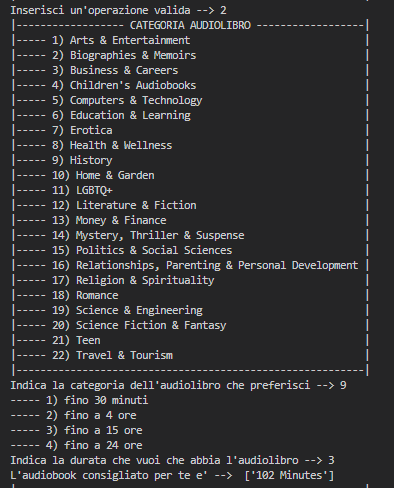 Inserisci un'operazione valida --> 2
|----------------- CATEGORIA AUDIOLIBRO -----------------|
|----- 1) Arts & Entertainment |
|----- 2) Biographies & Memoirs |
|----- 3) Business & Careers |
|----- 4) Children's Audiobooks |
|----- 5) Computers & Technology |
|----- 6) Education & Learning |
|----- 7) Erotica |
|----- 8) Health & Wellness |
|----- 9) History |
|----- 10) Home & Garden |
|----- 11) LGBTQ+ |
|----- 12) Literature & Fiction |
|----- 13) Money & Finance |
|----- 14) Mystery, Thriller & Suspense |
|----- 15) Politics & Social Sciences |
|----- 16) Relationships, Parenting & Personal Development |
|----- 17) Religion & Spirituality |
|----- 18) Romance |
|----- 19) Science & Engineering |
|----- 20) Science Fiction & Fantasy |
|----- 21) Teen |
|----- 22) Travel & Tourism |
|--------------------------------------------------------|
Indica la categoria dell'audiolibro che preferisci --> 9
----- 1) fino 30 minuti
----- 2) fino a 4 ore
----- 3) fino a 15 ore
----- 4) fino a 24 ore
Indica la durata che vuoi che abbia l'audiolibro --> 3
L'audiobook consigliato per te e' --> ['102 Minutes']